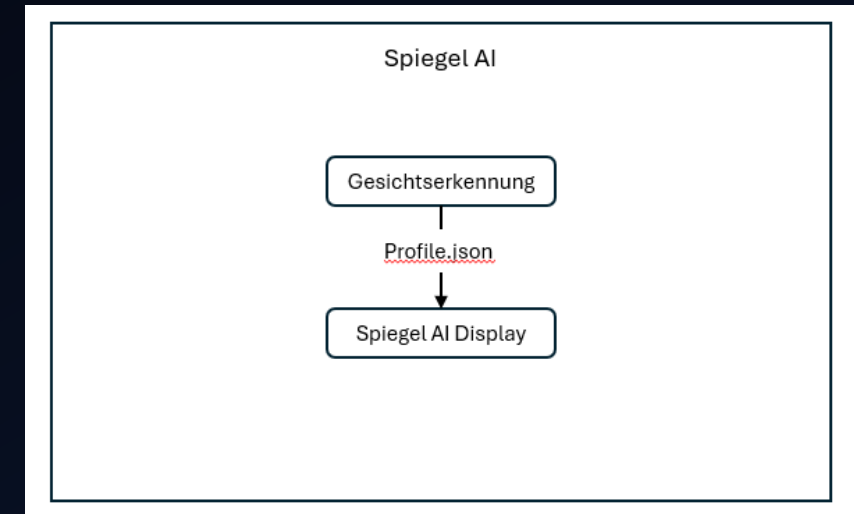 Spiegel AI
Gesichtserkennung
Profile.json
Spiegel AI Display